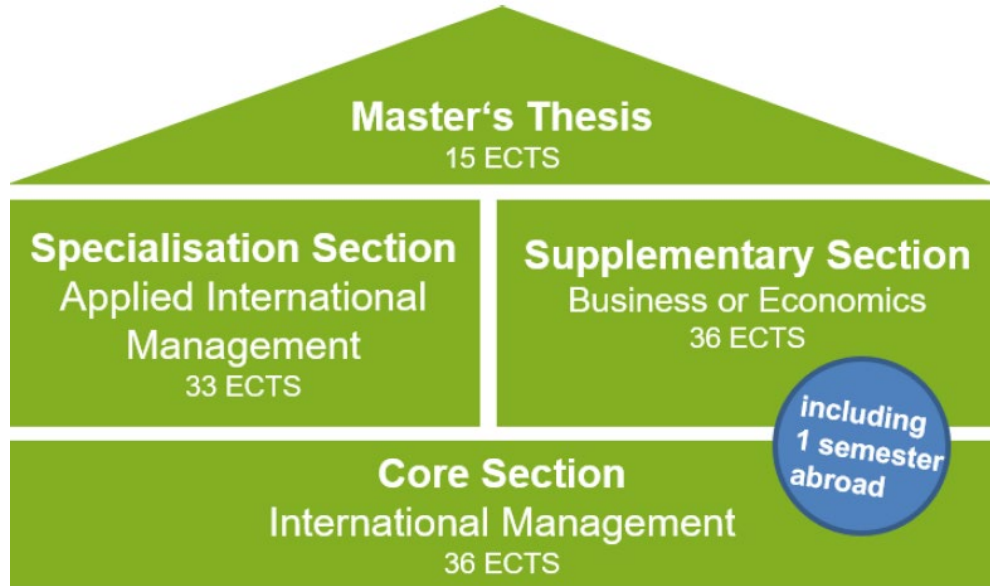 Master‘s Thesis
15 ECTS
Specialisation Section
Applied International
Management
33 ECTS
Supplementary Section
Business or Economics
36 ECTS
including
1 semester
abroad
Core Section
International Management
36 ECTS